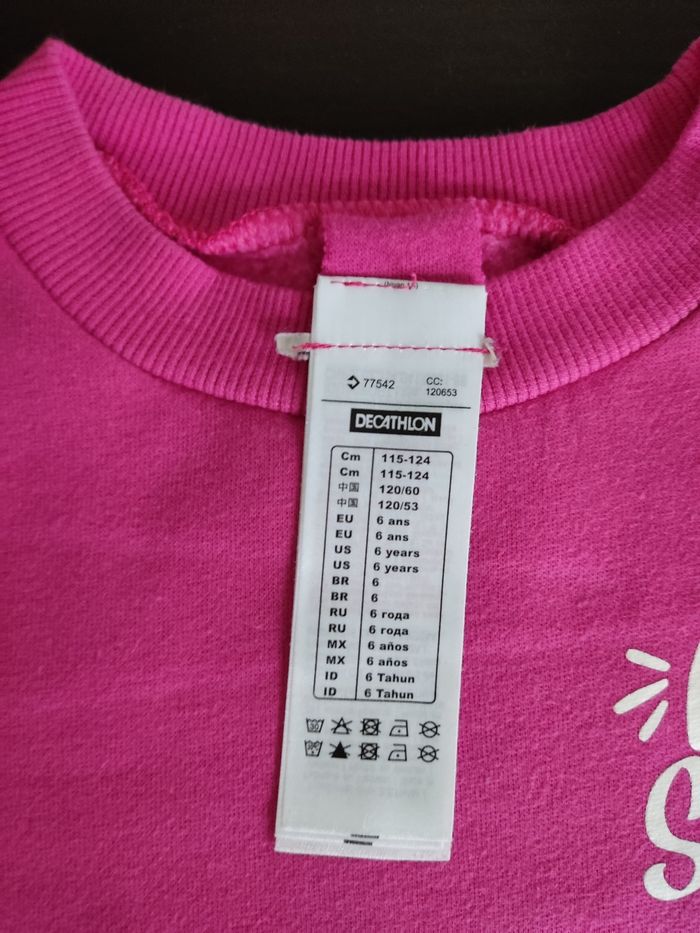 77542 CC:
120653
DECATHLON
Cm 115-124
Cm 115-124
中国 120/60
中国 120/53
EU 6 ans
EU 6 ans
US 6 years
US 6 years
BR 6
BR 6
RU 6 года
RU 6 года
MX 6 años
MX 6 años
ID 6 Tahun
ID 6 Tahun
S